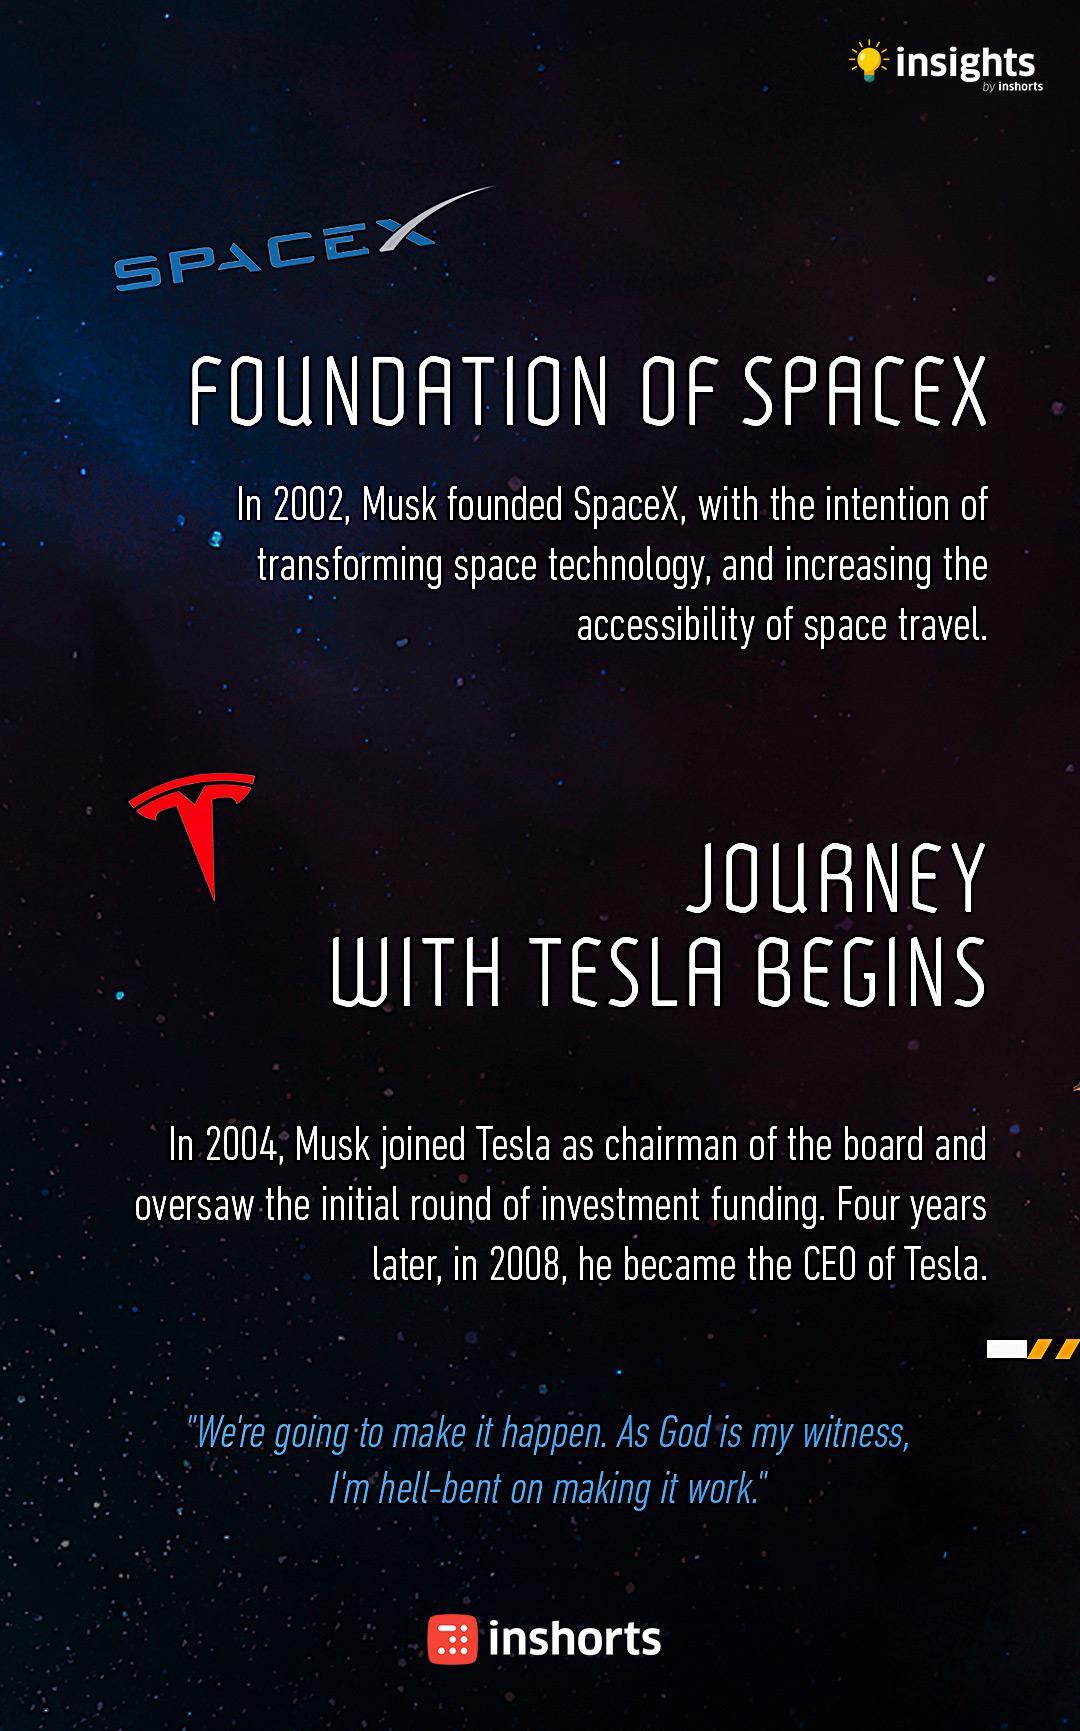 insights
by inshorts
SPACEX
FOUNDATION OF SPACEX
In 2002, Musk founded SpaceX, with the intention of
transforming space technology, and increasing the
accessibility of space travel.
JOURNEY
WITH TESLA BEGINS
In 2004, Musk joined Tesla as chairman of the board and
oversaw the initial round of investment funding. Four years
later, in 2008, he became the CEO of Tesla.
"We're going to make it happen. As God is my witness,
I'm hell-bent on making it work."
inshorts